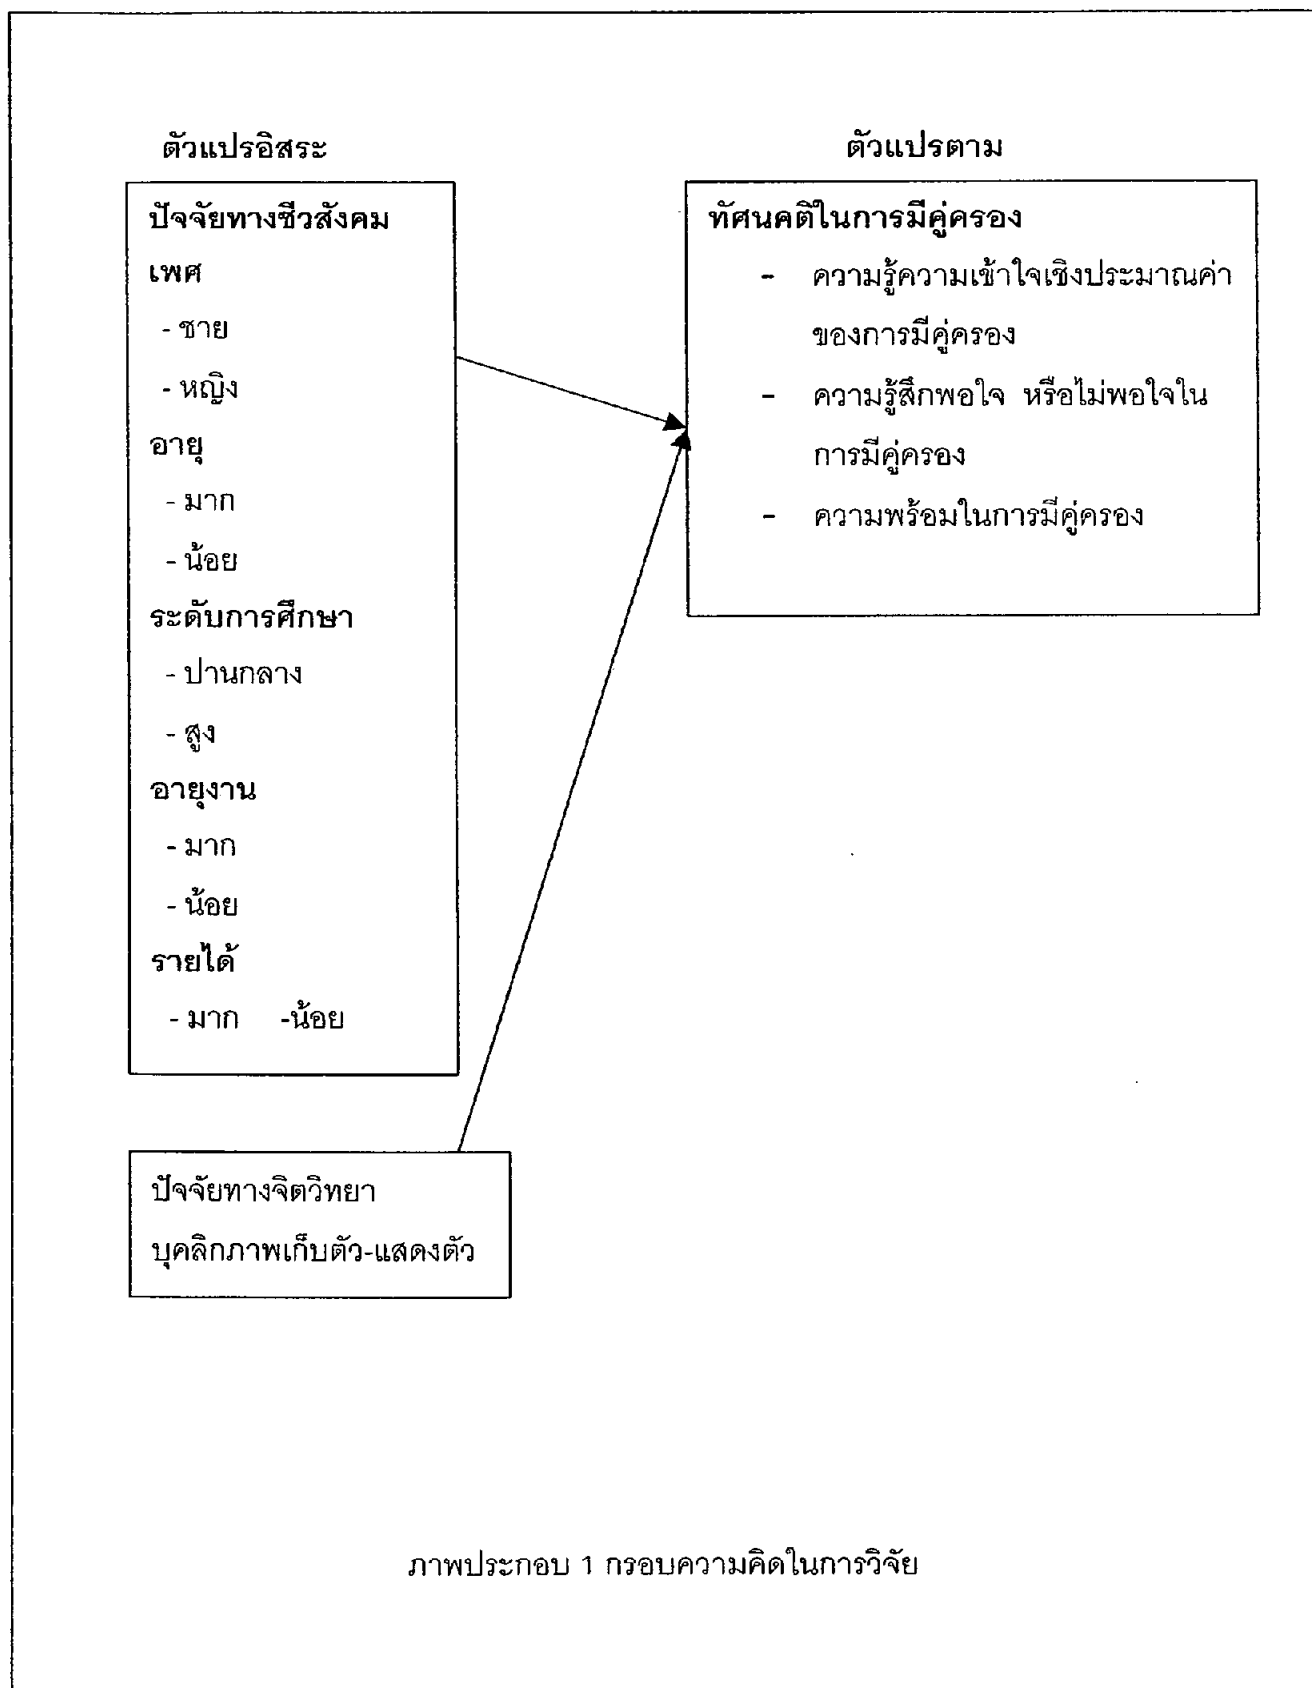 ตัวแปรอิสระ
ปัจจัยทางชีวสังคม
เพศ
- ชาย
- หญิง
อายุ
- มาก
- น้อย
ระดับการศึกษา
- ปานกลาง
- สูง
อายุงาน
- มาก
- น้อย
รายได้
- มาก -น้อย
ปัจจัยทางจิตวิทยา
บุคลิกภาพเก็บตัว-แสดงตัว
ตัวแปรตาม
ทัศนคติในการมีคู่ครอง
- ความรู้ความเข้าใจเชิงประมาณค่า
ของการมีคู่ครอง
- ความรู้สึกพอใจ หรือไม่พอใจใน
การมีคู่ครอง
- ความพร้อมในการมีคู่ครอง
ภาพประกอบ 1 กรอบความคิดในการวิจัย